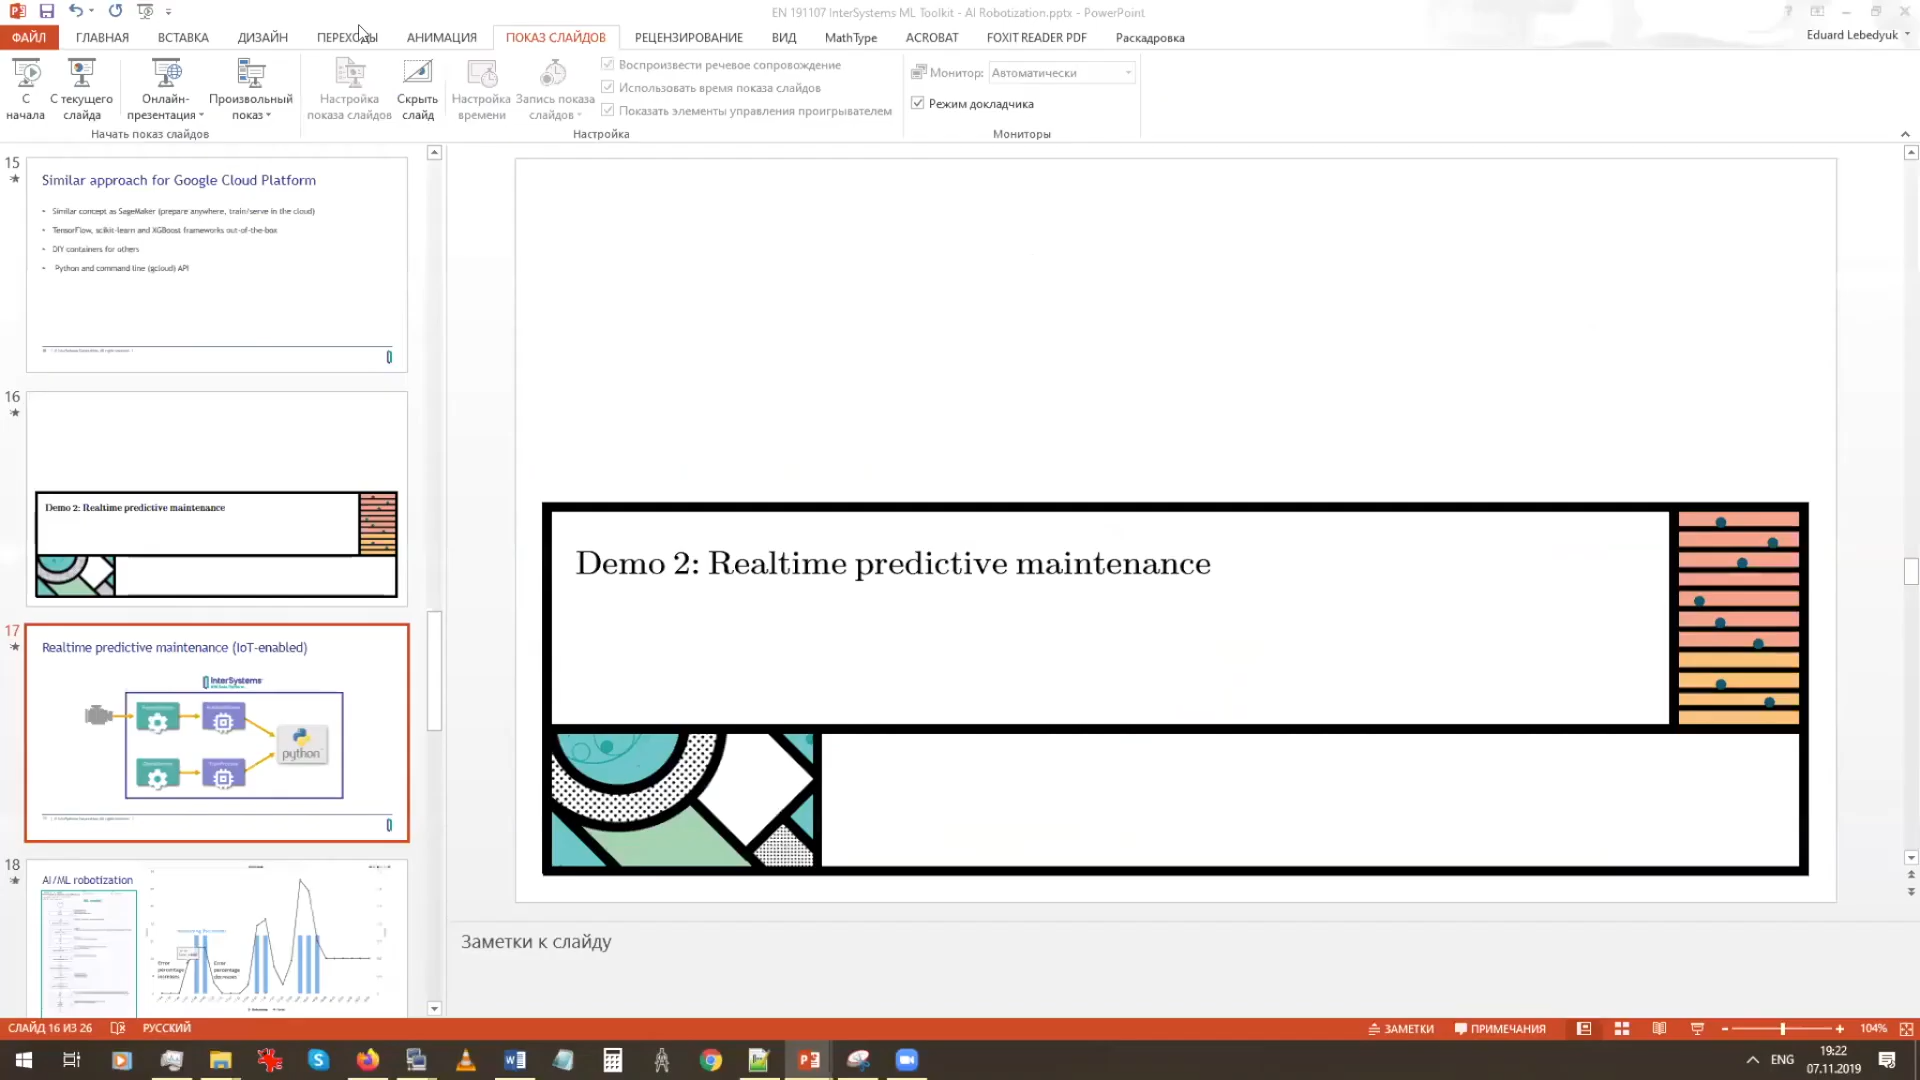 EN 191107 InterSystems ML Toolkit - AI Robotization.pptx - PowerPoint
ФАЙЛ ГЛАВНАЯ ВСТАВКА ДИЗАЙН ПЕРЕХОДЫ АНИМАЦИЯ ПОКАЗ СЛАЙДОВ РЕЦЕНЗИРОВАНИЕ ВИД MathType ACROBAT FOXIT READER PDF Раскадровка Eduard Lebedyuk
С начала
С текущего слайда
Онлайн-презентация
Произвольный показ
Начать показ слайдов
Настройка показа слайдов
Скрыть слайд
Настройка времени
Запись показа слайдов
Воспроизвести речевое сопровождение
Использовать время показа слайдов
Показать элементы управления проигрывателем
Настройка
Монитор: Автоматически
Режим докладчика
Мониторы
15
Similar approach for Google Cloud Platform
• Similar concept as SageMaker (prepare anywhere, train/serve in the cloud)
• TensorFlow, scikit-learn and XGBoost frameworks out-of-the-box
• DIY containers for others
• Python and command line (gcloud) API
16
Demo 2: Realtime predictive maintenance
17
Realtime predictive maintenance (IoT-enabled)
InterSystems
python
18
AI/ML robotization
Error percentage increases
Error percentage decreases
Demo 2: Realtime predictive maintenance
Заметки к слайду
СЛАЙД 16 ИЗ 26 РУССКИЙ ЗАМЕТКИ ПРИМЕЧАНИЯ 104%
ENG
19:22
07.11.2019